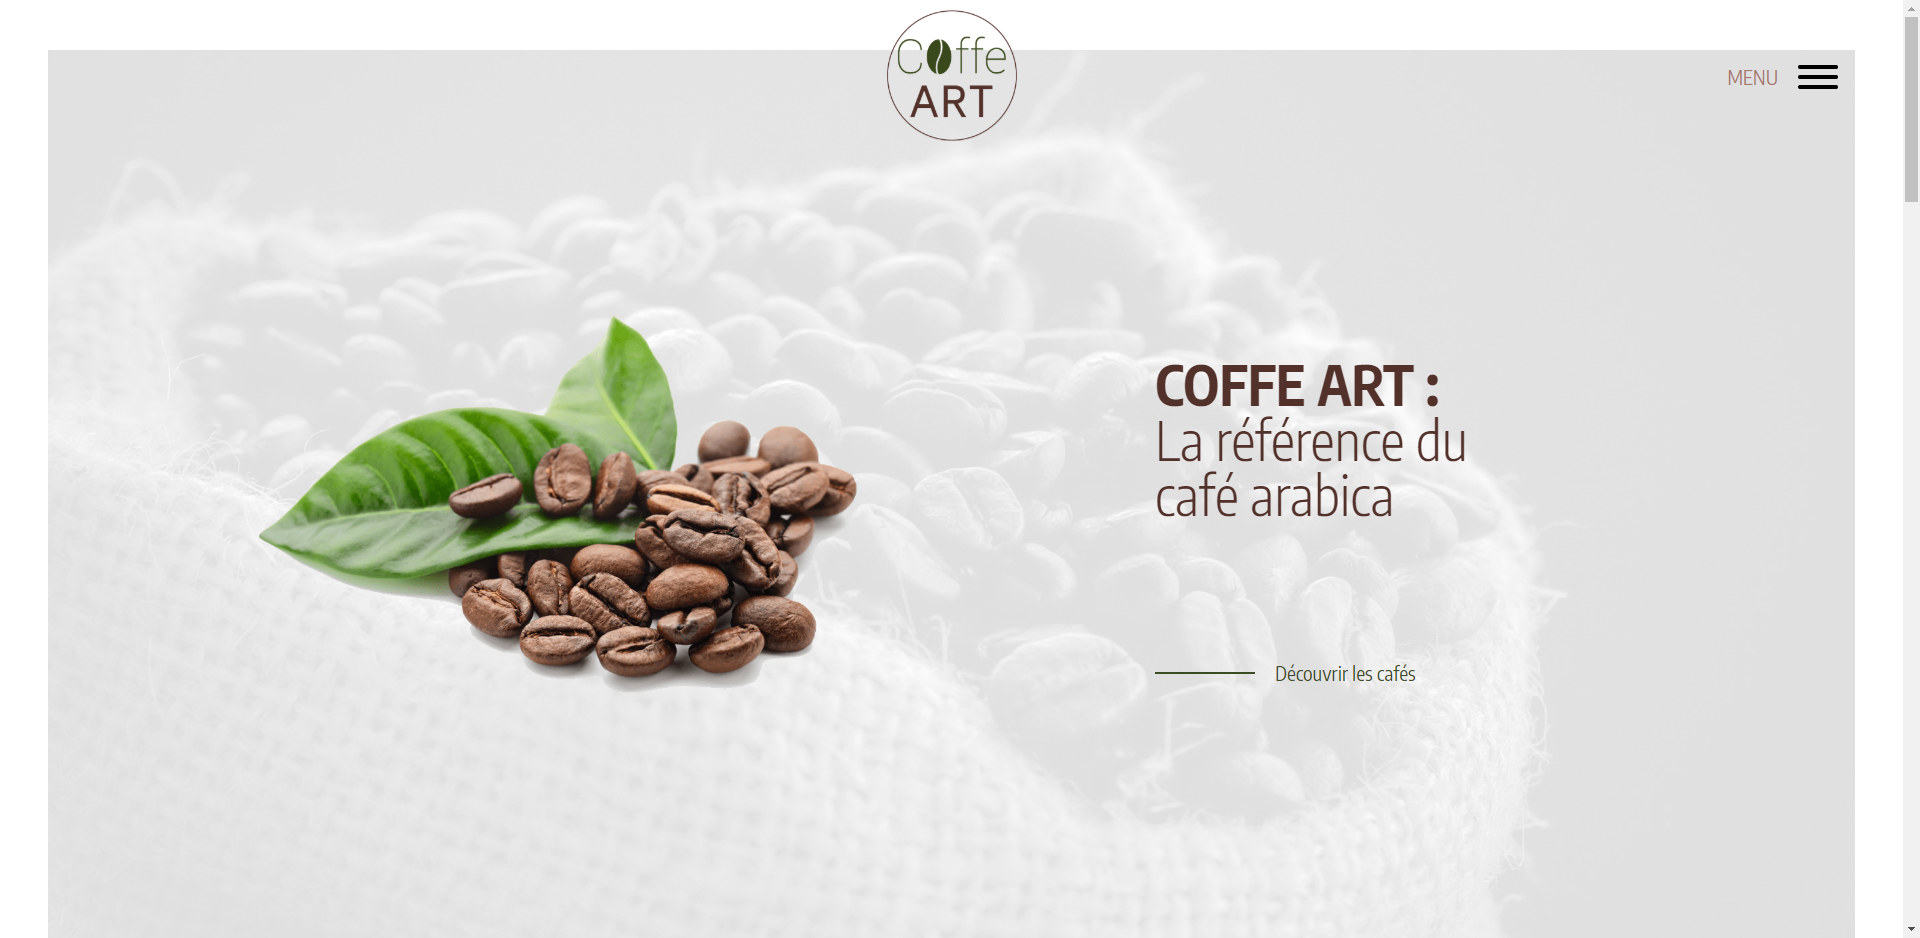 Coffe
ART
MENU
COFFE ART :
La référence du
café arabica
Découvrir les cafés